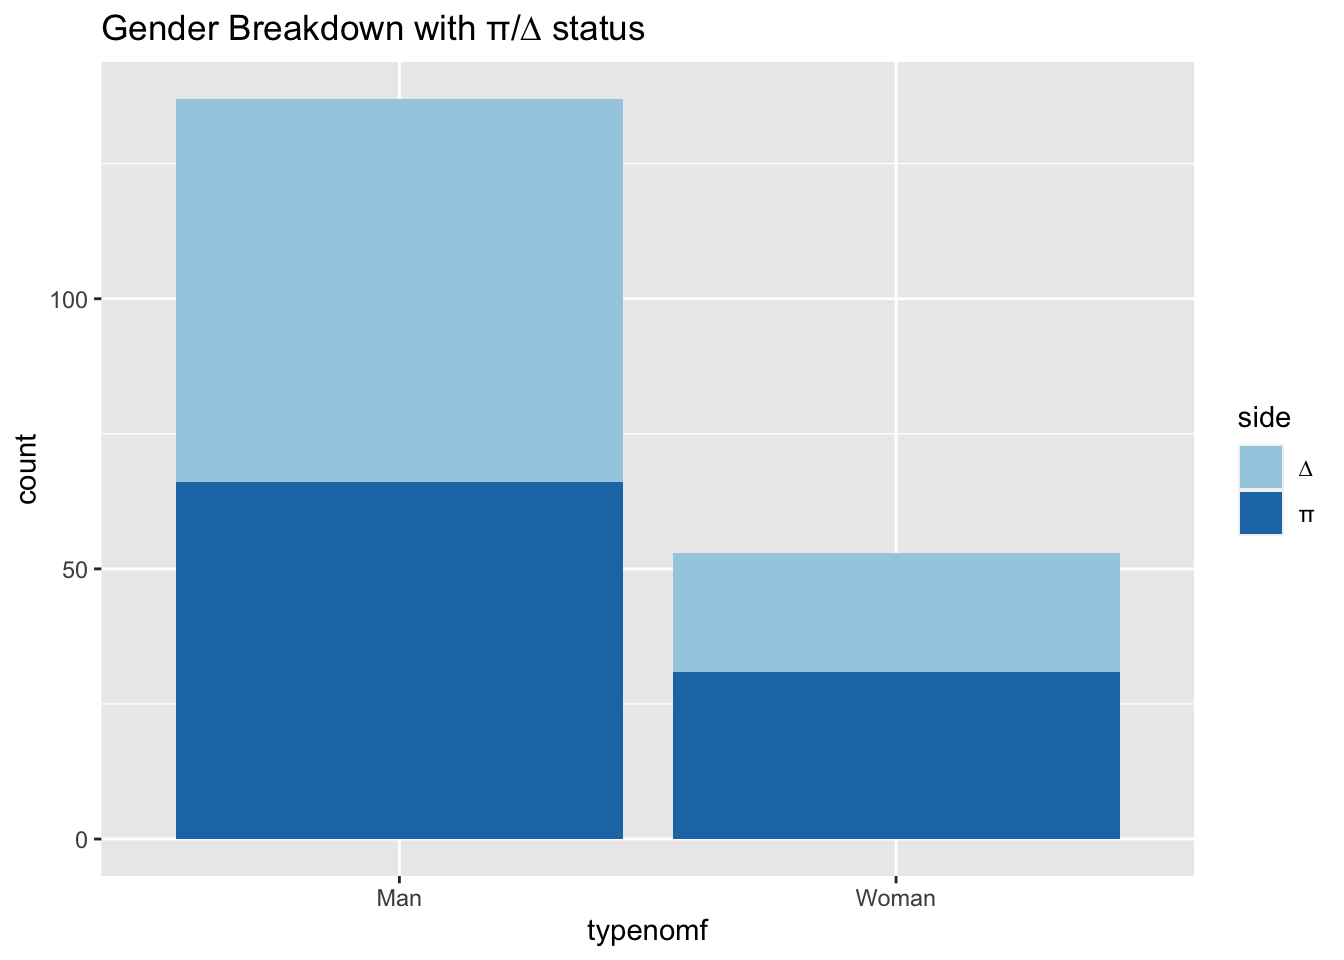 Gender Breakdown with π/Δ status
count
100
50
0
Man
Woman
typenomf
side
Δ
π